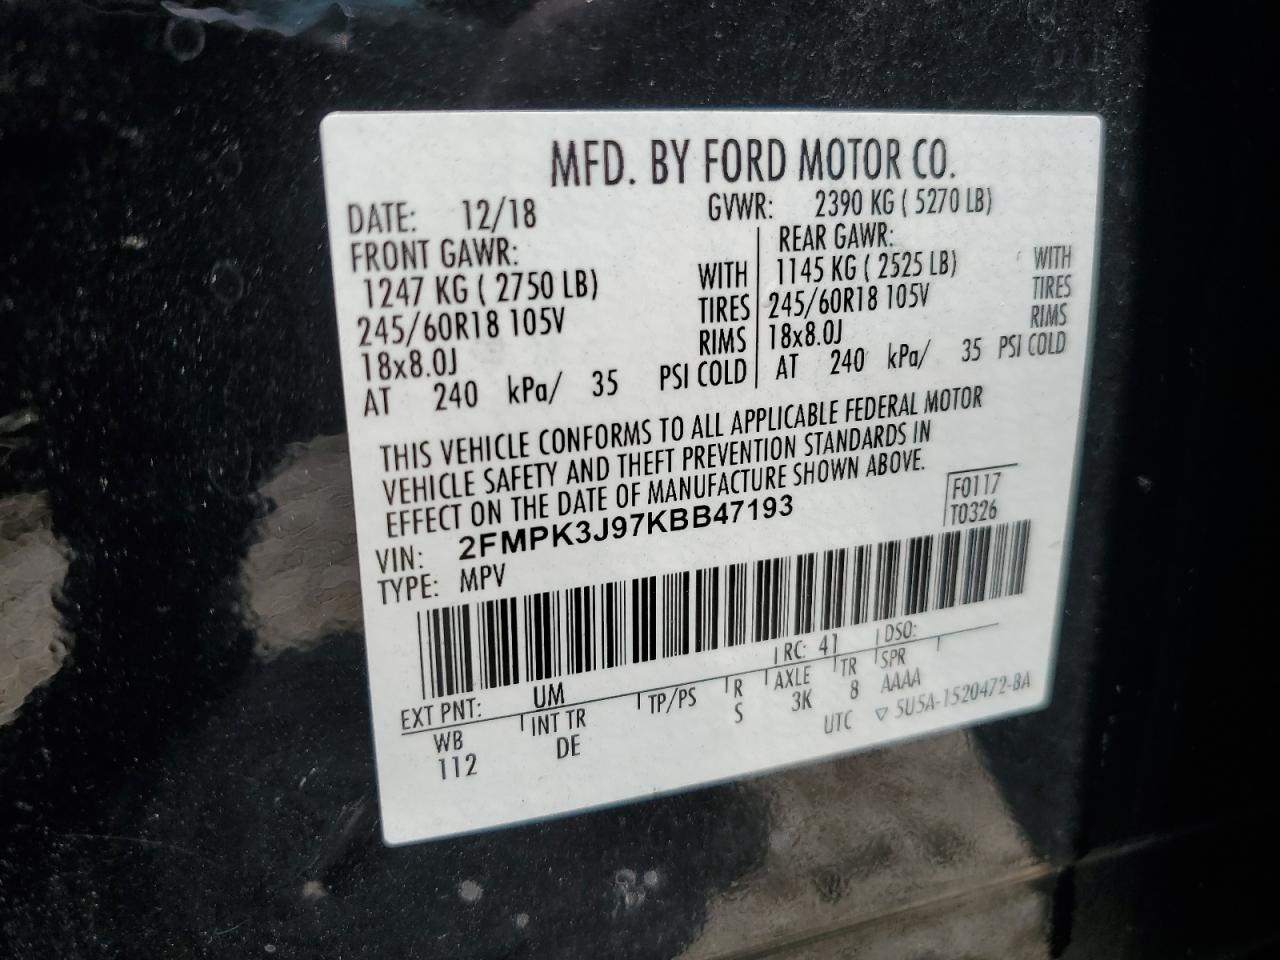 MFD. BY FORD MOTOR CO.
DATE: 12/18 GVWR: 2390 KG ( 5270 LB)
FRONT GAWR: REAR GAWR:
1247 KG ( 2750 LB) WITH 1145 KG ( 2525 LB) WITH
245/60R18 105V TIRES 245/60R18 105V TIRES
18x8.0J RIMS 18x8.0J RIMS
AT 240 kPa/ 35 PSI COLD AT 240 kPa/ 35 PSI COLD
THIS VEHICLE CONFORMS TO ALL APPLICABLE FEDERAL MOTOR
VEHICLE SAFETY AND THEFT PREVENTION STANDARDS IN
EFFECT ON THE DATE OF MANUFACTURE SHOWN ABOVE.
F0117
T0326
VIN: 2FMPK3J97KBB47193
TYPE: MPV
EXT PNT: UM RC: 41 DSO:
WB INT TR TP/PS R AXLE TR SPR
112 DE S 3K 8 AAAA
UTC ▽ 5U5A-1520472-BA